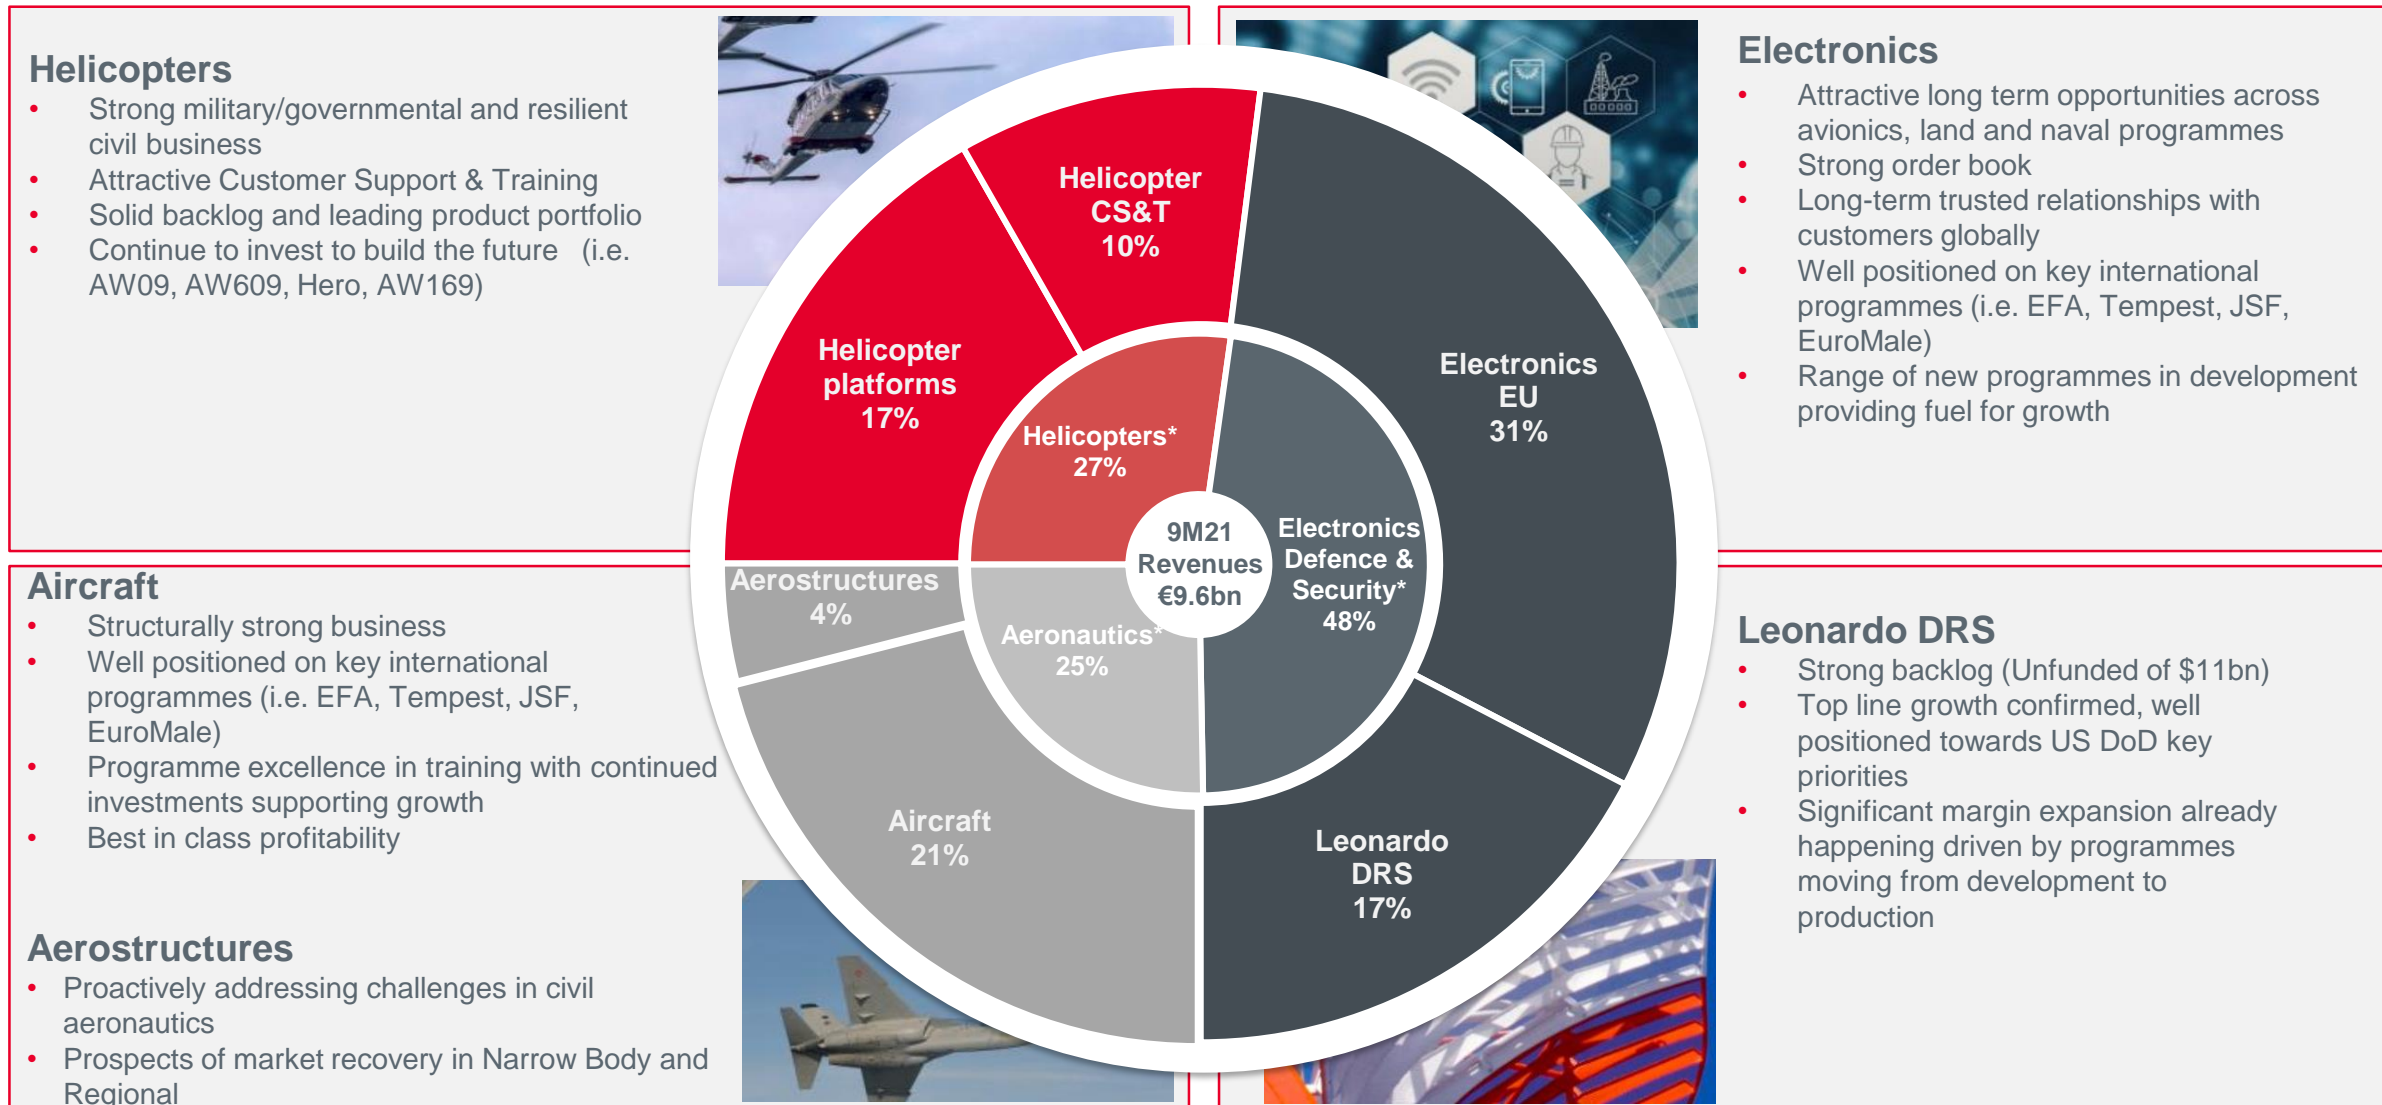 Helicopters
• Strong military/governmental and resilient
civil business
• Attractive Customer Support & Training
• Solid backlog and leading product portfolio
• Continue to invest to build the future (i.e.
AW09, AW609, Hero, AW169)
Electronics
• Attractive long term opportunities across
avionics, land and naval programmes
• Strong order book
• Long-term trusted relationships with
customers globally
• Well positioned on key international
programmes (i.e. EFA, Tempest, JSF,
EuroMale)
• Range of new programmes in development
providing fuel for growth
Helicopter
CS&T
10%
Helicopter
platforms
17%
Electronics
EU
31%
Helicopters*
27%
9M21
Revenues
€9.6bn
Electronics
Defence &
Security*
48%
Aerostructures
4%
Aeronautics*
25%
Aircraft
21%
Leonardo
DRS
17%
Aircraft
• Structurally strong business
• Well positioned on key international
programmes (i.e. EFA, Tempest, JSF,
EuroMale)
• Programme excellence in training with continued
investments supporting growth
• Best in class profitability
Aerostructures
• Proactively addressing challenges in civil
aeronautics
• Prospects of market recovery in Narrow Body and
Regional
Leonardo DRS
• Strong backlog (Unfunded of $11bn)
• Top line growth confirmed, well
positioned towards US DoD key
priorities
• Significant margin expansion already
happening driven by programmes
moving from development to
production